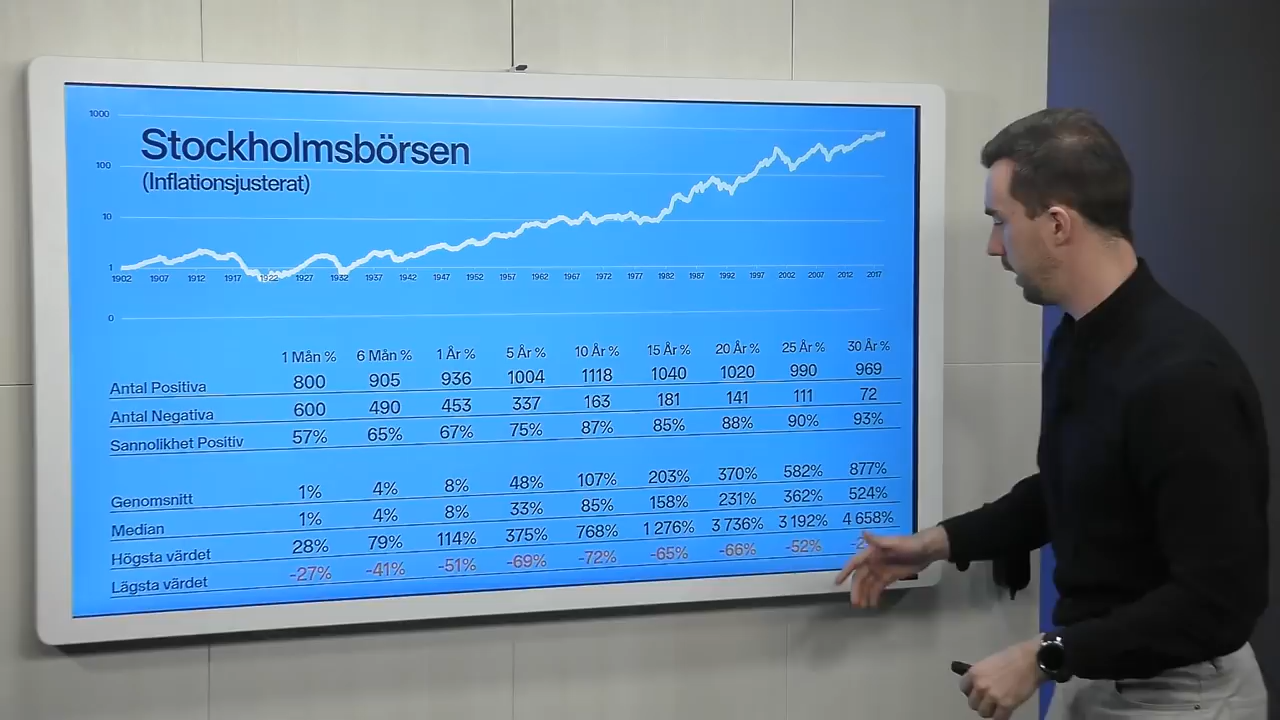 1000
Stockholmsbörsen
100
(Inflationsjusterat)
10
1
1902 1907 1912 1917 1922 1927 1932 1937 1942 1947 1952 1957 1962 1967 1972 1977 1982 1987 1992 1997 2002 2007 2012 2017
0
1 Mån % 6 Mån % 1 År % 5 År % 10 År % 15 År % 20 År % 25 År % 30 År %
Antal Positiva 800 905 936 1004 1118 1040 1020 990 969
Antal Negativa 600 490 453 337 163 181 141 111 72
Sannolikhet Positiv 57% 65% 67% 75% 87% 85% 88% 90% 93%
Genomsnitt 1% 4% 8% 48% 107% 203% 370% 582% 877%
Median 1% 4% 8% 33% 85% 158% 231% 362% 524%
Högsta värdet 28% 79% 114% 375% 768% 1 276% 3 736% 3 192% 4 658%
Lägsta värdet -27% -41% -51% -69% -72% -65% -66% -52%